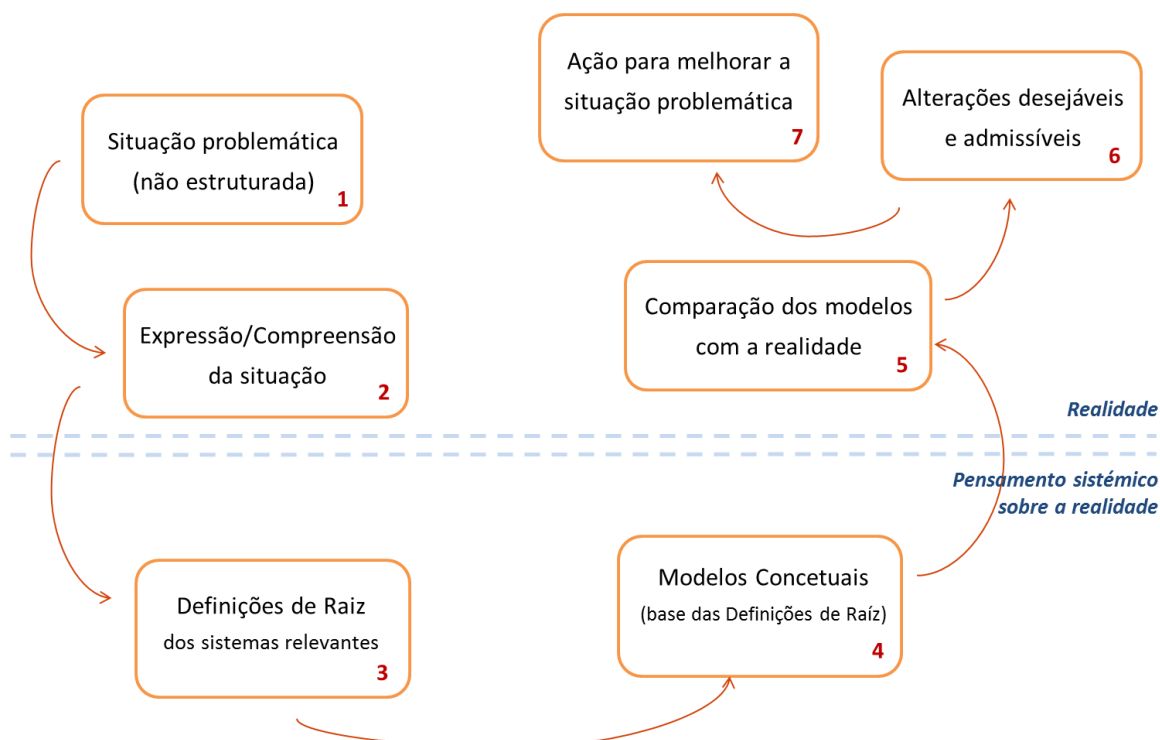 Situação problemática
(não estruturada)
1
Expressão/Compreensão
da situação
2
Definições de Raiz
dos sistemas relevantes
3
Modelos Concetuais
(base das Definições de Raíz)
4
Comparação dos modelos
com a realidade
5
Alterações desejáveis
e admissíveis
6
Ação para melhorar a
situação problemática
7
Realidade
Pensamento sistémico
sobre a realidade